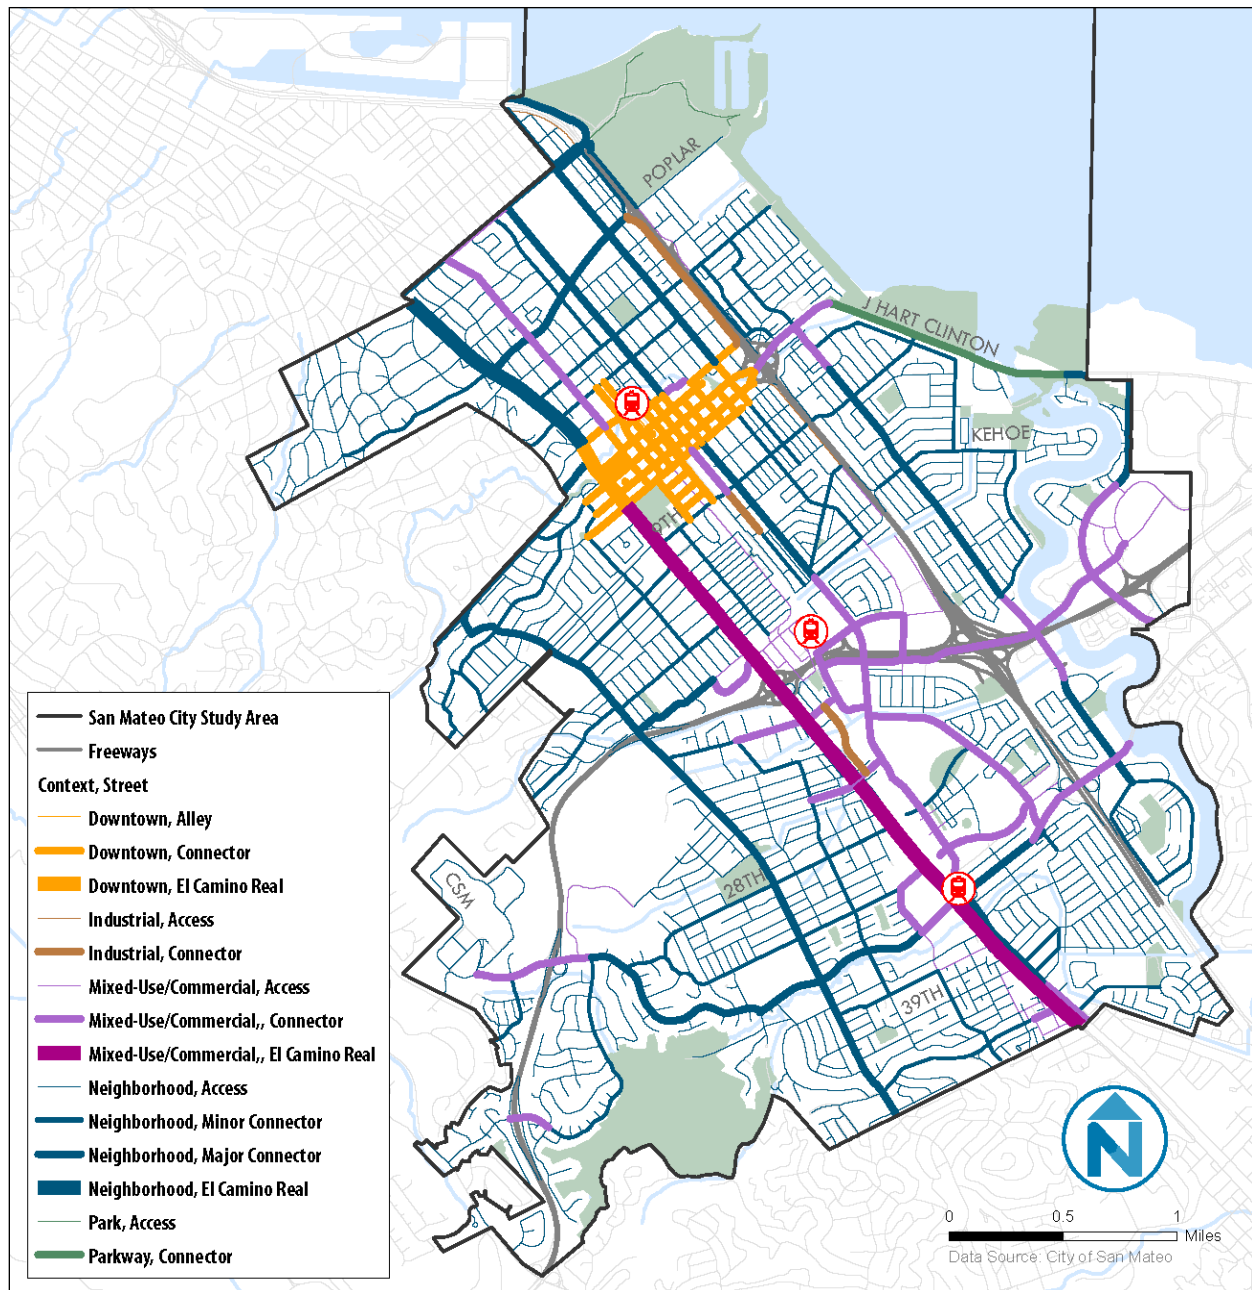 POPLAR
J HART CLINTON
KEHOE
9TH
San Mateo City Study Area
Freeways
Context, Street
Downtown, Alley
Downtown, Connector
Downtown, El Camino Real
Industrial, Access
Industrial, Connector
Mixed-Use/Commercial, Access
Mixed-Use/Commercial,, Connector
Mixed-Use/Commercial,, El Camino Real
Neighborhood, Access
Neighborhood, Minor Connector
Neighborhood, Major Connector
Neighborhood, El Camino Real
Park, Access
Parkway, Connector
CSM
28TH
39TH
N
0 0.5 1
Miles
Data Source: City of San Mateo